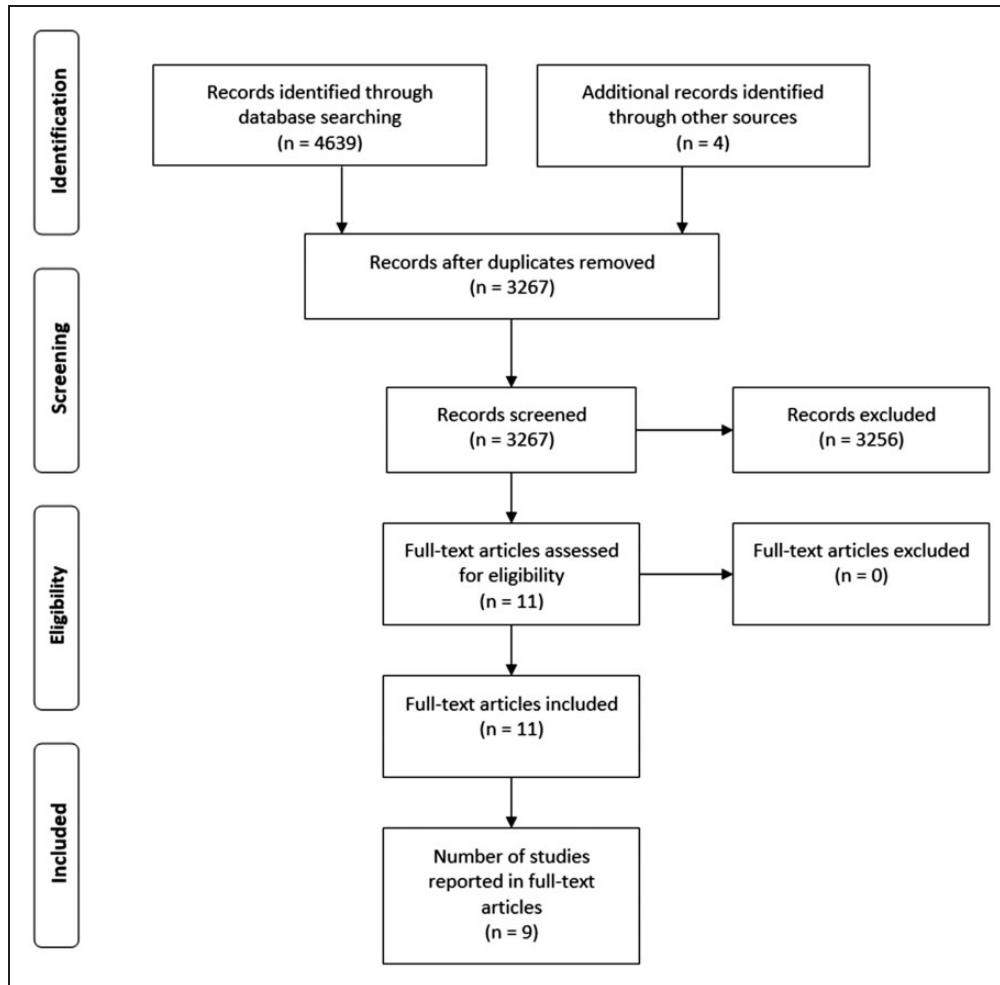 Identification
Records identified through
database searching
(n = 4639)
Additional records identified
through other sources
(n = 4)
Records after duplicates removed
(n = 3267)
Screening
Records screened
(n = 3267)
Records excluded
(n = 3256)
Eligibility
Full-text articles assessed
for eligibility
(n = 11)
Full-text articles excluded
(n = 0)
Full-text articles included
(n = 11)
Included
Number of studies
reported in full-text
articles
(n = 9)